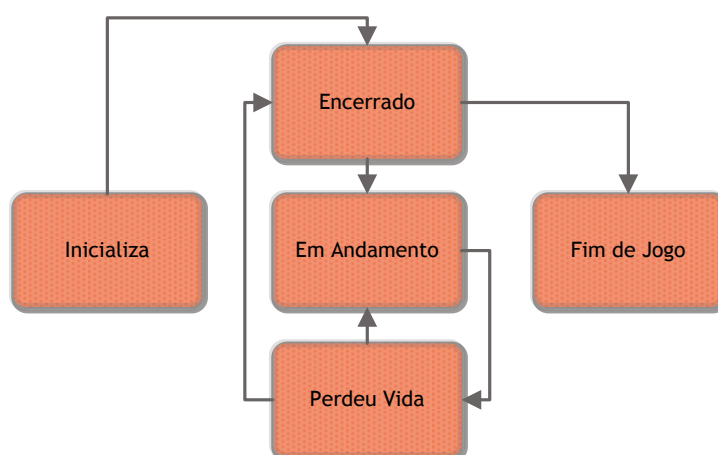 Encerrado
Inicializa
Em Andamento
Fim de Jogo
Perdeu Vida